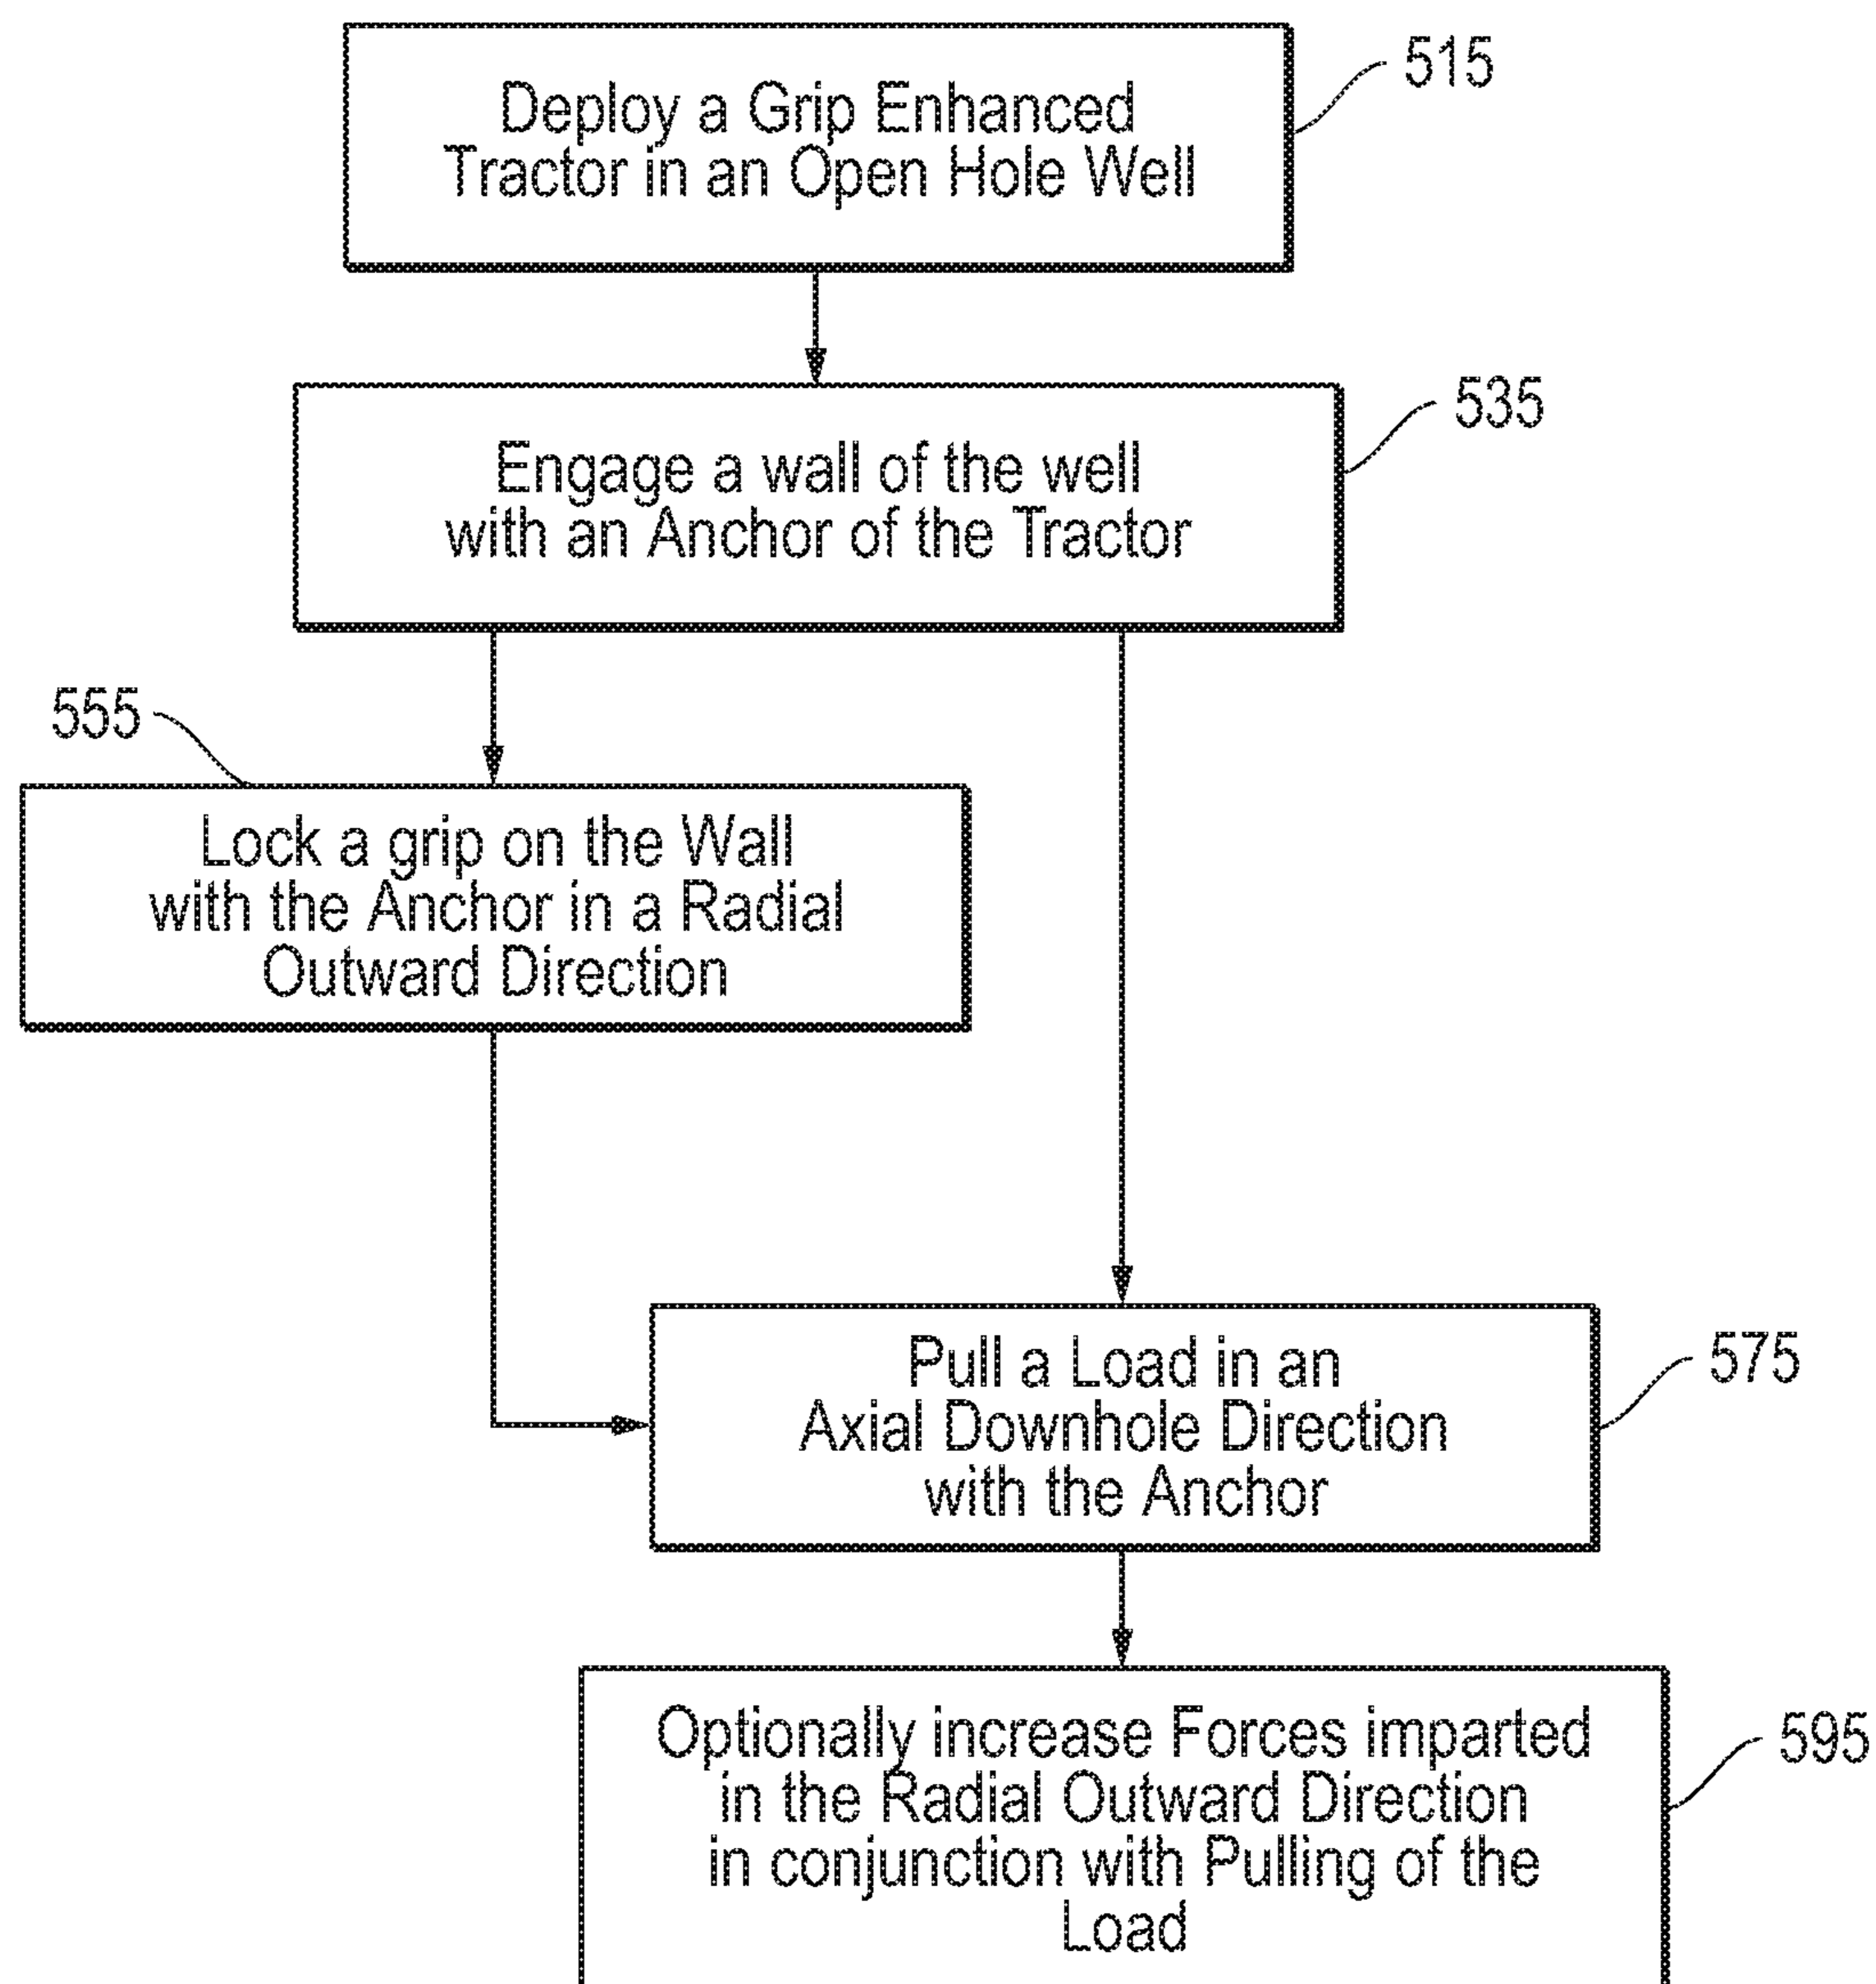 Deploy a Grip Enhanced
Tractor in an Open Hole Well
515
Engage a wall of the well
with an Anchor of the Tractor
535
555
Lock a grip on the Wall
with the Anchor in a Radial
Outward Direction
Pull a Load in an
Axial Downhole Direction
with the Anchor
575
Optionally increase Forces imparted
in the Radial Outward Direction
in conjunction with Pulling of the
Load
595